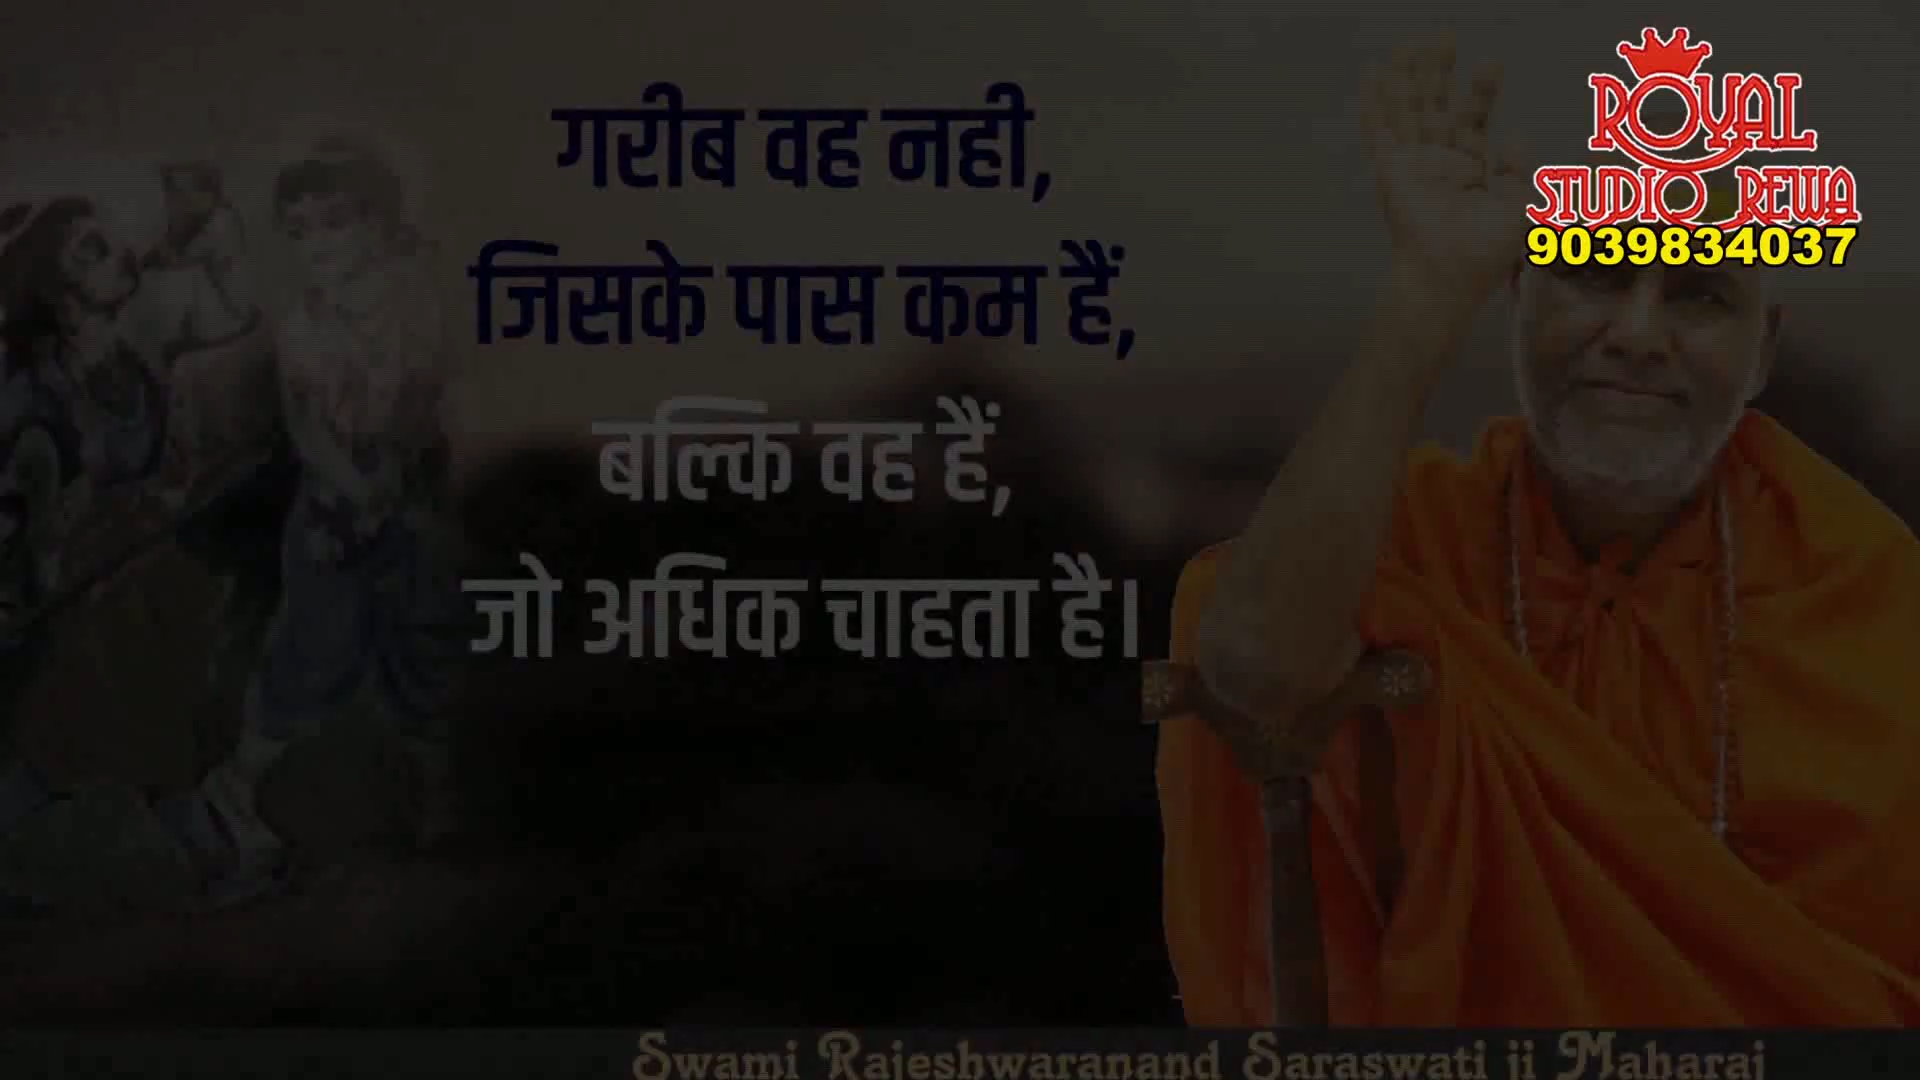 ROYAL
STUDIO REWA
9039834037
गरीब वह नही,
जिसके पास कम हैं,
बल्कि वह हैं,
जो अधिक चाहता है।
Swami Rajeshwaranand Saraswati ji Maharaj